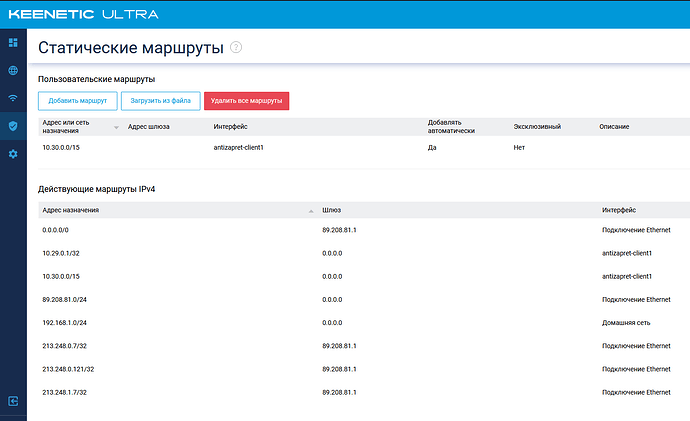 KEENETIC ULTRA
Статические маршруты ?
Пользовательские маршруты
Добавить маршрут Загрузить из файла Удалить все маршруты
Адрес или сеть назначения Адрес шлюза Интерфейс Добавлять автоматически Эксклюзивный Описание
10.30.0.0/15 antizapret-client1 Да Нет
Действующие маршруты IPv4
Адрес назначения Шлюз Интерфейс
0.0.0.0/0 89.208.81.1 Подключение Ethernet
10.29.0.1/32 0.0.0.0 antizapret-client1
10.30.0.0/15 0.0.0.0 antizapret-client1
89.208.81.0/24 0.0.0.0 Подключение Ethernet
192.168.1.0/24 0.0.0.0 Домашняя сеть
213.248.0.7/32 89.208.81.1 Подключение Ethernet
213.248.0.121/32 89.208.81.1 Подключение Ethernet
213.248.1.7/32 89.208.81.1 Подключение Ethernet